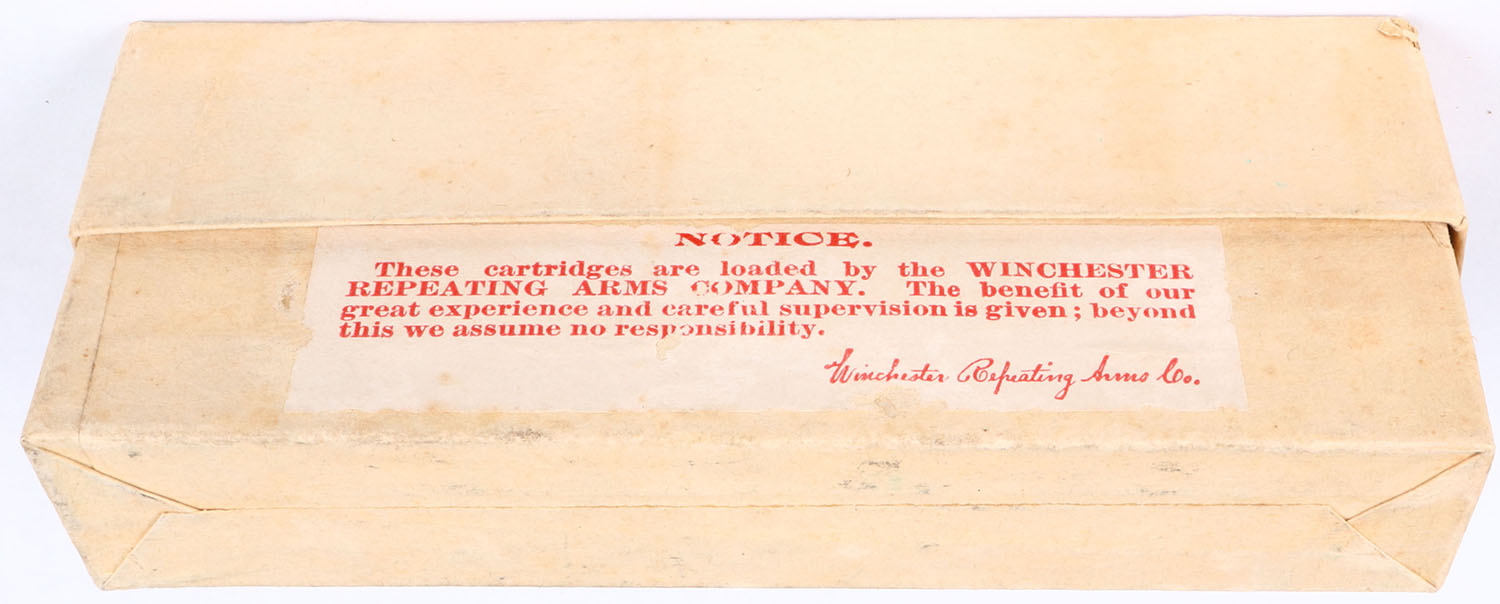 NOTICE.
These cartridges are loaded by the WINCHESTER
REPEATING ARMS COMPANY. The benefit of our
great experience and careful supervision is given; beyond
this we assume no responsibility.
Winchester Repeating Arms Co.